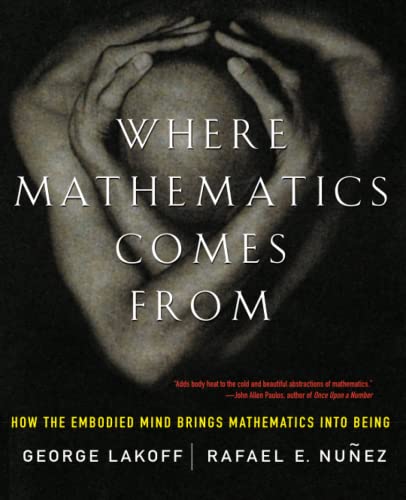 WHERE
MATHEMATICS
COMES
FROM
"Adds body heat to the cold and beautiful abstractions of mathematics."
—John Allen Paulos, author of Once Upon a Number
HOW THE EMBODIED MIND BRINGS MATHEMATICS INTO BEING
GEORGE LAKOFF | RAFAEL E. NUÑEZ